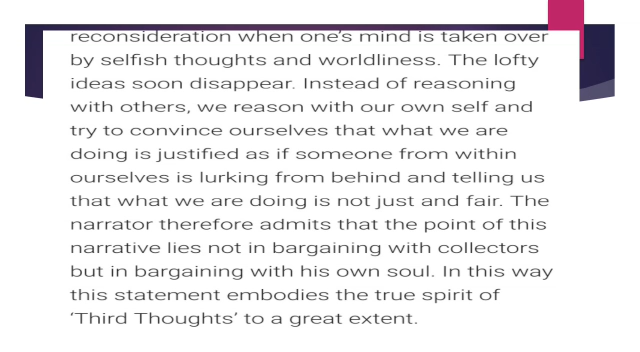 reconsideration when one's mind is taken over
by selfish thoughts and worldliness. The lofty
ideas soon disappear. Instead of reasoning
with others, we reason with our own self and
try to convince ourselves that what we are
doing is justified as if someone from within
ourselves is lurking from behind and telling us
that what we are doing is not just and fair. The
narrator therefore admits that the point of this
narrative lies not in bargaining with collectors
but in bargaining with his own soul. In this way
this statement embodies the true spirit of
‘Third Thoughts’ to a great extent.